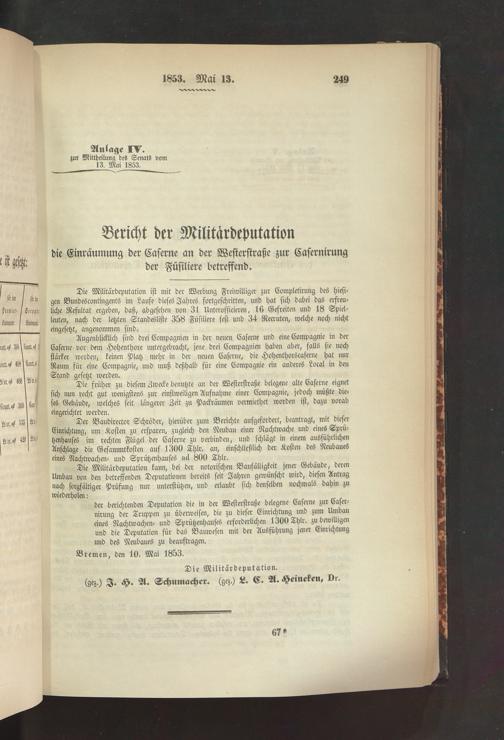 1853. Mai 13. 249
Anlage IV.
zur Mittheilung des Senats vom
13. Mai 1853.
Bericht der Militärdeputation
die Einräumung der Caserne an der Westerstraße zur Casernirung
der Füsiliere betreffend.
Die Militärdeputation ist mit der Werbung Freiwilliger zur Completirung des hiesi-
gen Bundescontingents im Laufe dieses Jahres fortgeschritten, und hat sich dabei das erfreu-
liche Resultat ergeben, daß, abgesehen von 31 Unterofficieren, 16 Gefreiten und 18 Spiel-
leuten, nach der letzten Standesliste 358 Füsiliere fest und 34 Recruten, welche noch nicht
eingesetzt, angenommen sind.
Augenblicklich sind drei Compagnien in der neuen Caserne und eine Compagnie in der
Caserne vor dem Hohenthore untergebracht, jene drei Compagnien haben aber, falls sie noch
stärker werden, keinen Platz mehr in der neuen Caserne, die Hohenthorscaserne hat nur
Raum für eine Compagnie, und muß deßhalb für eine Compagnie ein anderes Local in den
Stand gesetzt werden.
Die früher zu diesem Zwecke benutzte an der Westerstraße belegene alte Caserne eignet
sich nun recht gut wenigstens zur einstweiligen Aufnahme einer Compagnie, jedoch müßte die-
ses Gebäude, welches seit längerer Zeit zu Packräumen vermiethet worden ist, dazu vorab
eingerichtet werden.
Der Baudirector Schröder, hierüber zum Berichte aufgefordert, beantragt, mit dieser
Einrichtung, um Kosten zu ersparen, zugleich den Neubau einer Nachtwache und eines Sprü-
tzenhauses im rechten Flügel der Caserne zu verbinden, und schlägt in einem ausführlichen
Anschlage die Gesammtkosten auf 1300 Thlr. an, einschließlich der Kosten des Neubaues
eines Nachtwachen- und Sprützenhauses ad 800 Thlr.
Die Militärdeputation kann, bei der notorischen Baufälligkeit jener Gebäude, deren
Umbau von den betreffenden Deputationen bereits seit Jahren gewünscht wird, diesen Antrag
nach sorgfältiger Prüfung nur unterstützen, und erlaubt sich denselben nochmals dahin zu
wiederholen:
der berichtenden Deputation die in der Westerstraße belegene Caserne zur Caser-
nirung der Truppen zu überweisen, die zu dieser Einrichtung und zum Umbau
eines Nachtwachen- und Sprützenhauses erforderlichen 1300 Thlr. zu bewilligen
und die Deputation für das Bauwesen mit der Ausführung jener Einrichtung
und des Neubaues zu beauftragen.
Bremen, den 10. Mai 1853.
Die Militärdeputation.
(gez.) J. H. A. Schumacher. (gez.) L. C. A. Heineken, Dr.
67*